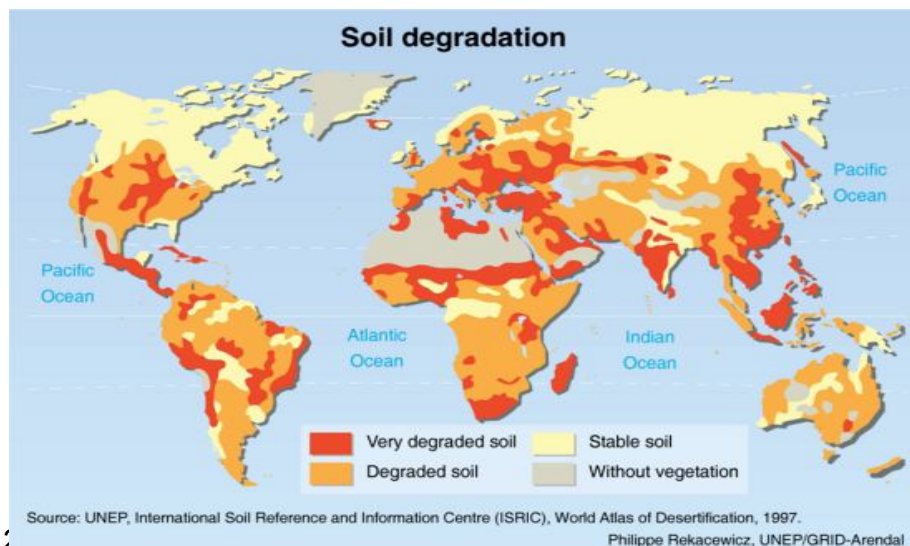 Soil degradation
Pacific
Ocean
Pacific
Ocean
Atlantic
Ocean
Indian
Ocean
Very degraded soil
Stable soil
Degraded soil
Without vegetation
Source: UNEP, International Soil Reference and Information Centre (ISRIC), World Atlas of Desertification, 1997.
Philippe Rekacewicz, UNEP/GRID-Arendal